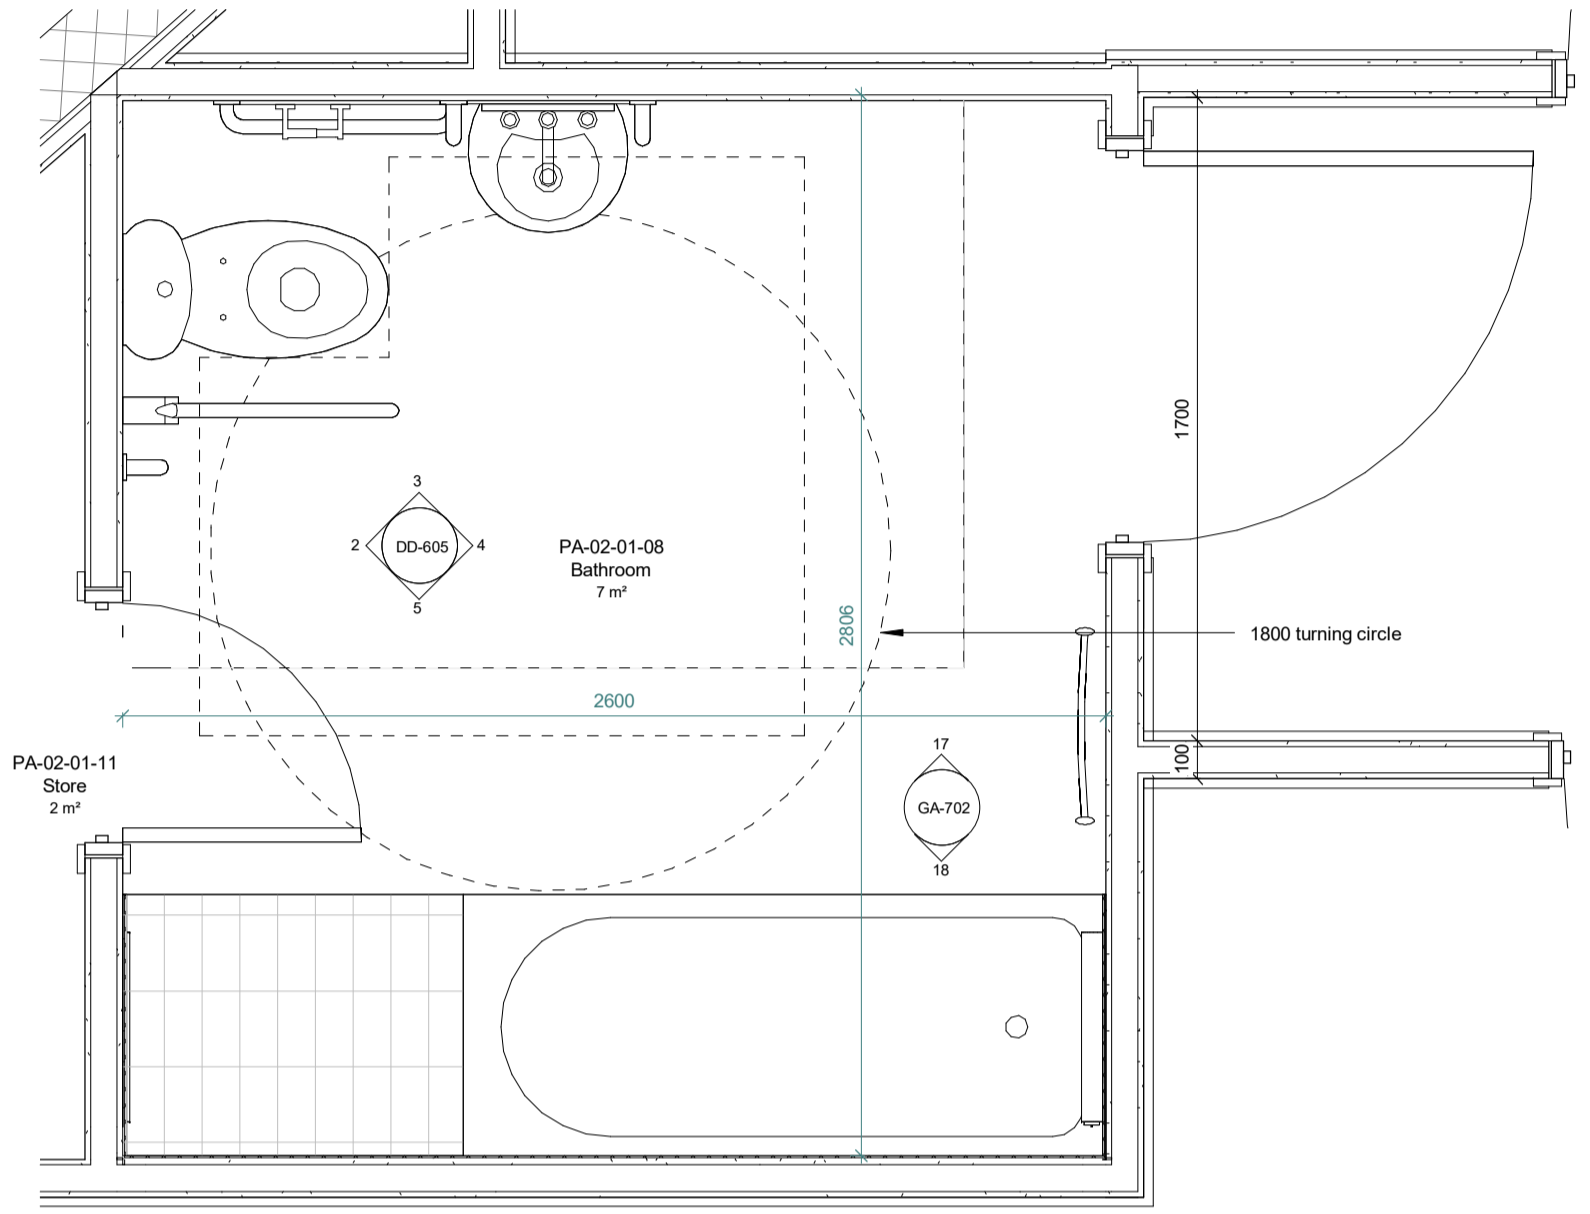 1700
3
2
DD-605
4
5
PA-02-01-08
Bathroom
7 m²
2806
1800 turning circle
2600
17
GA-702
18
100
PA-02-01-11
Store
2 m²